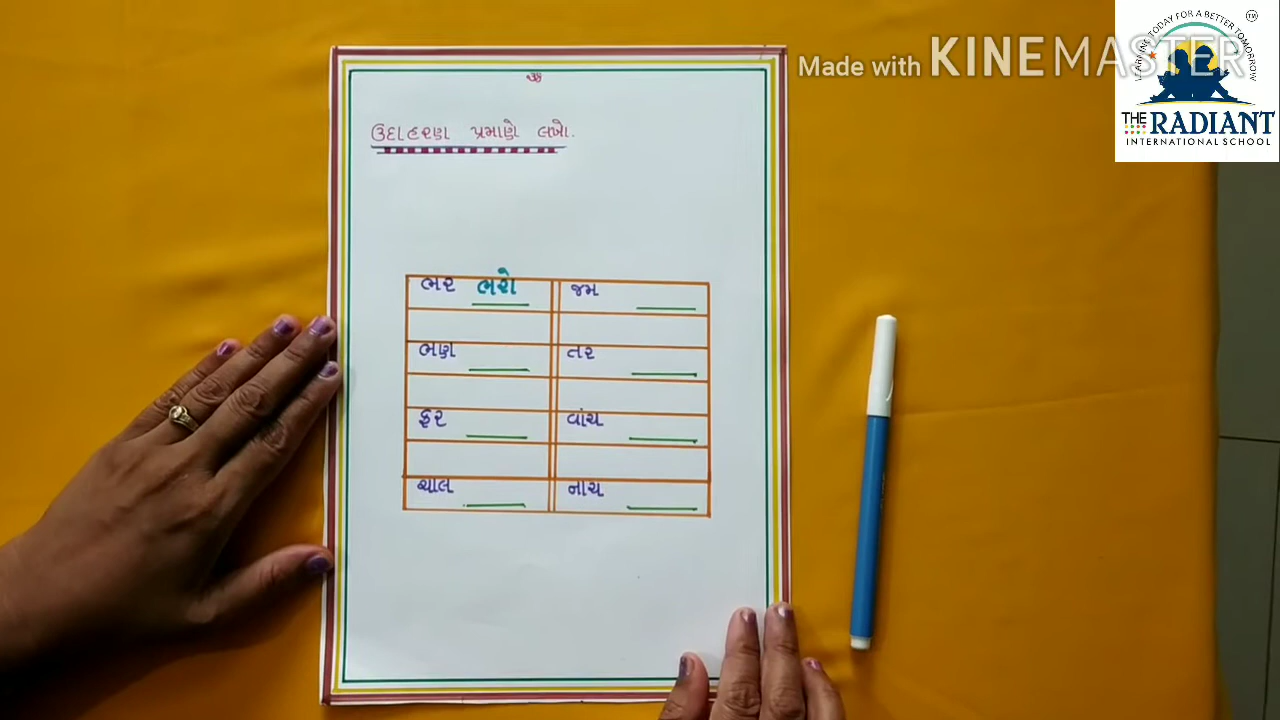 ૐ
ઉદાહરણ પ્રમાણે લખો.
ભર ભરો જમ
ભણ તર
ફર વાંચ
ચાલ નાચ
Made with KINEMASTER
LEARNING TODAY FOR A BETTER TOMORROW
TM
THE RADIANT
INTERNATIONAL SCHOOL